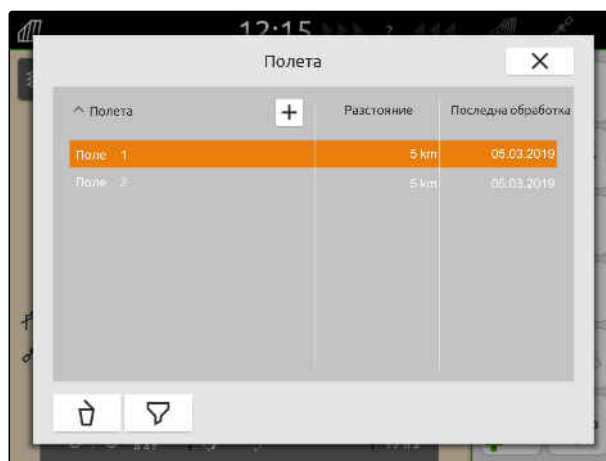 12:15
Полета
^ Полета + Разстояние Последна обработка
Поле 1 5 km 05.03.2019
Поле 2 5 km 05.03.2019